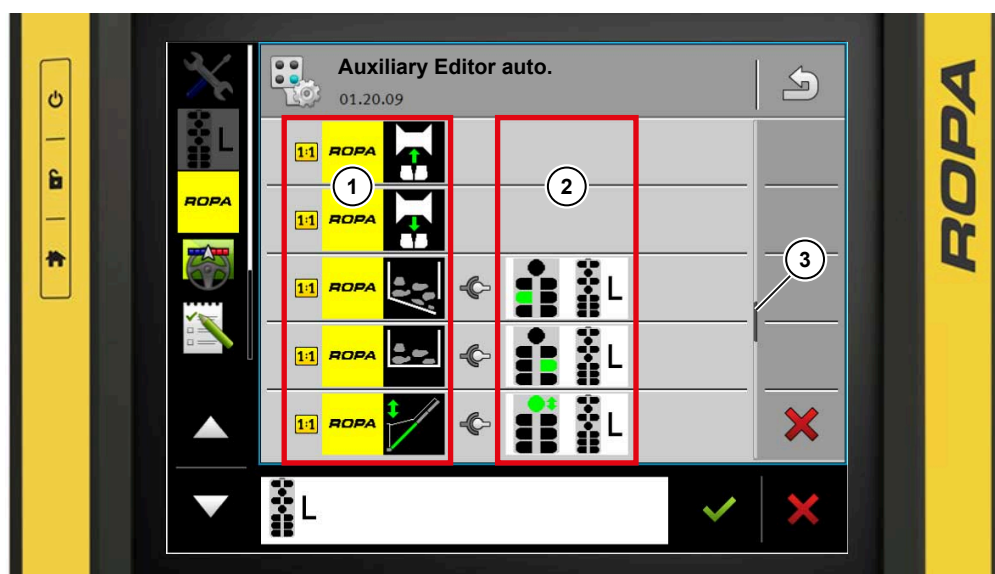 Auxiliary Editor auto.
01.20.09
L
ROPA
1:1 ROPA
1:1 ROPA
1:1 ROPA L
1:1 ROPA L
1:1 ROPA L
1
2
3
L
ROPA